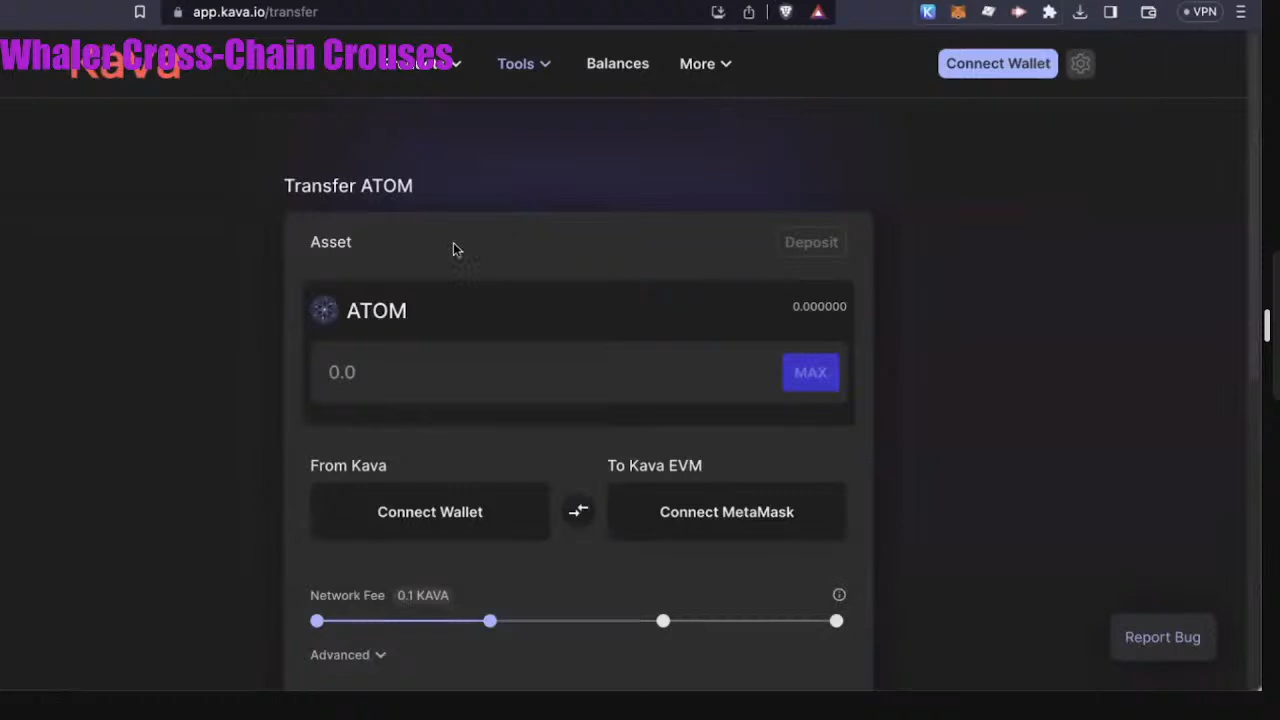 app.kava.io/transfer
VPN
Whaler Cross-Chain Crouses
Kava
Tools
Balances
More
Connect Wallet
Transfer ATOM
Asset
Deposit
ATOM
0.000000
0.0
MAX
From Kava
To Kava EVM
Connect Wallet
Connect MetaMask
Network Fee
0.1 KAVA
Advanced
Report Bug